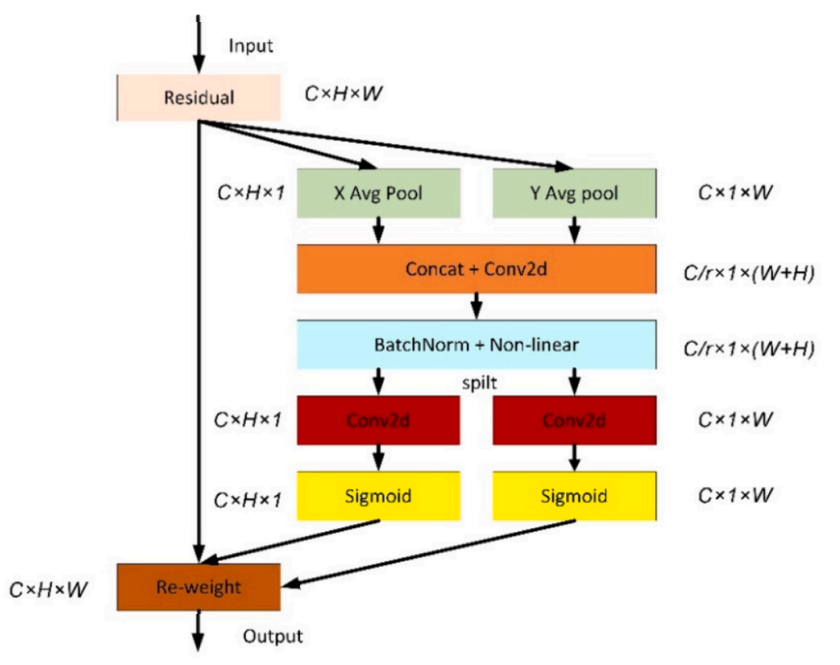 Input
Residual
C×H×W
C×H×1
X Avg Pool
Y Avg pool
C×1×W
Concat + Conv2d
C/r×1×(W+H)
BatchNorm + Non-linear
C/r×1×(W+H)
spilt
C×H×1
Conv2d
Conv2d
C×1×W
C×H×1
Sigmoid
Sigmoid
C×1×W
C×H×W
Re-weight
Output